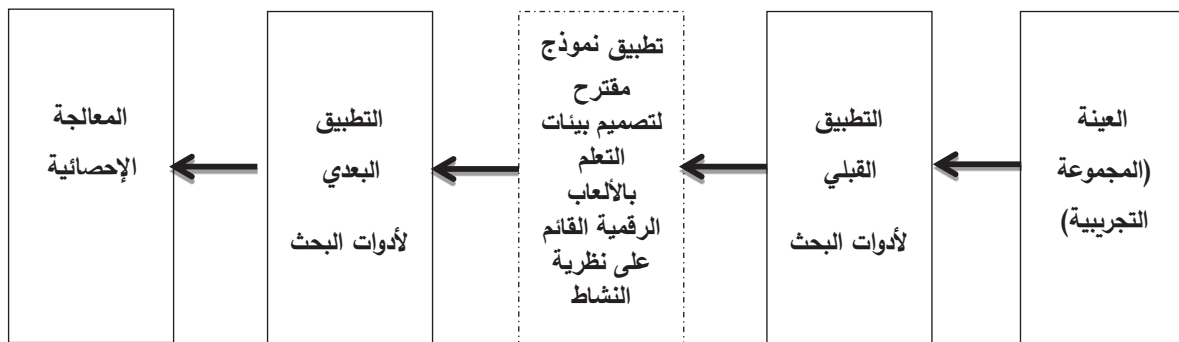 العينة
(المجموعة
التجريبية)
التطبيق
القبلي
لأدوات البحث
تطبيق نموذج
مقترح
لتصميم بيئات
التعلم
بالألعاب
الرقمية القائم
على نظرية
النشاط
التطبيق
البعدي
لأدوات البحث
المعالجة
الإحصائية